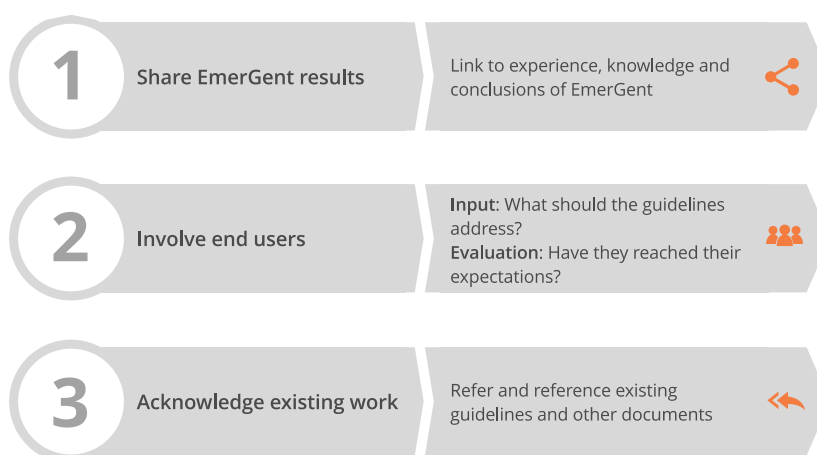 1
Share EmerGent results
Link to experience, knowledge and
conclusions of EmerGent
2
Involve end users
Input: What should the guidelines
address?
Evaluation: Have they reached their
expectations?
3
Acknowledge existing work
Refer and reference existing
guidelines and other documents